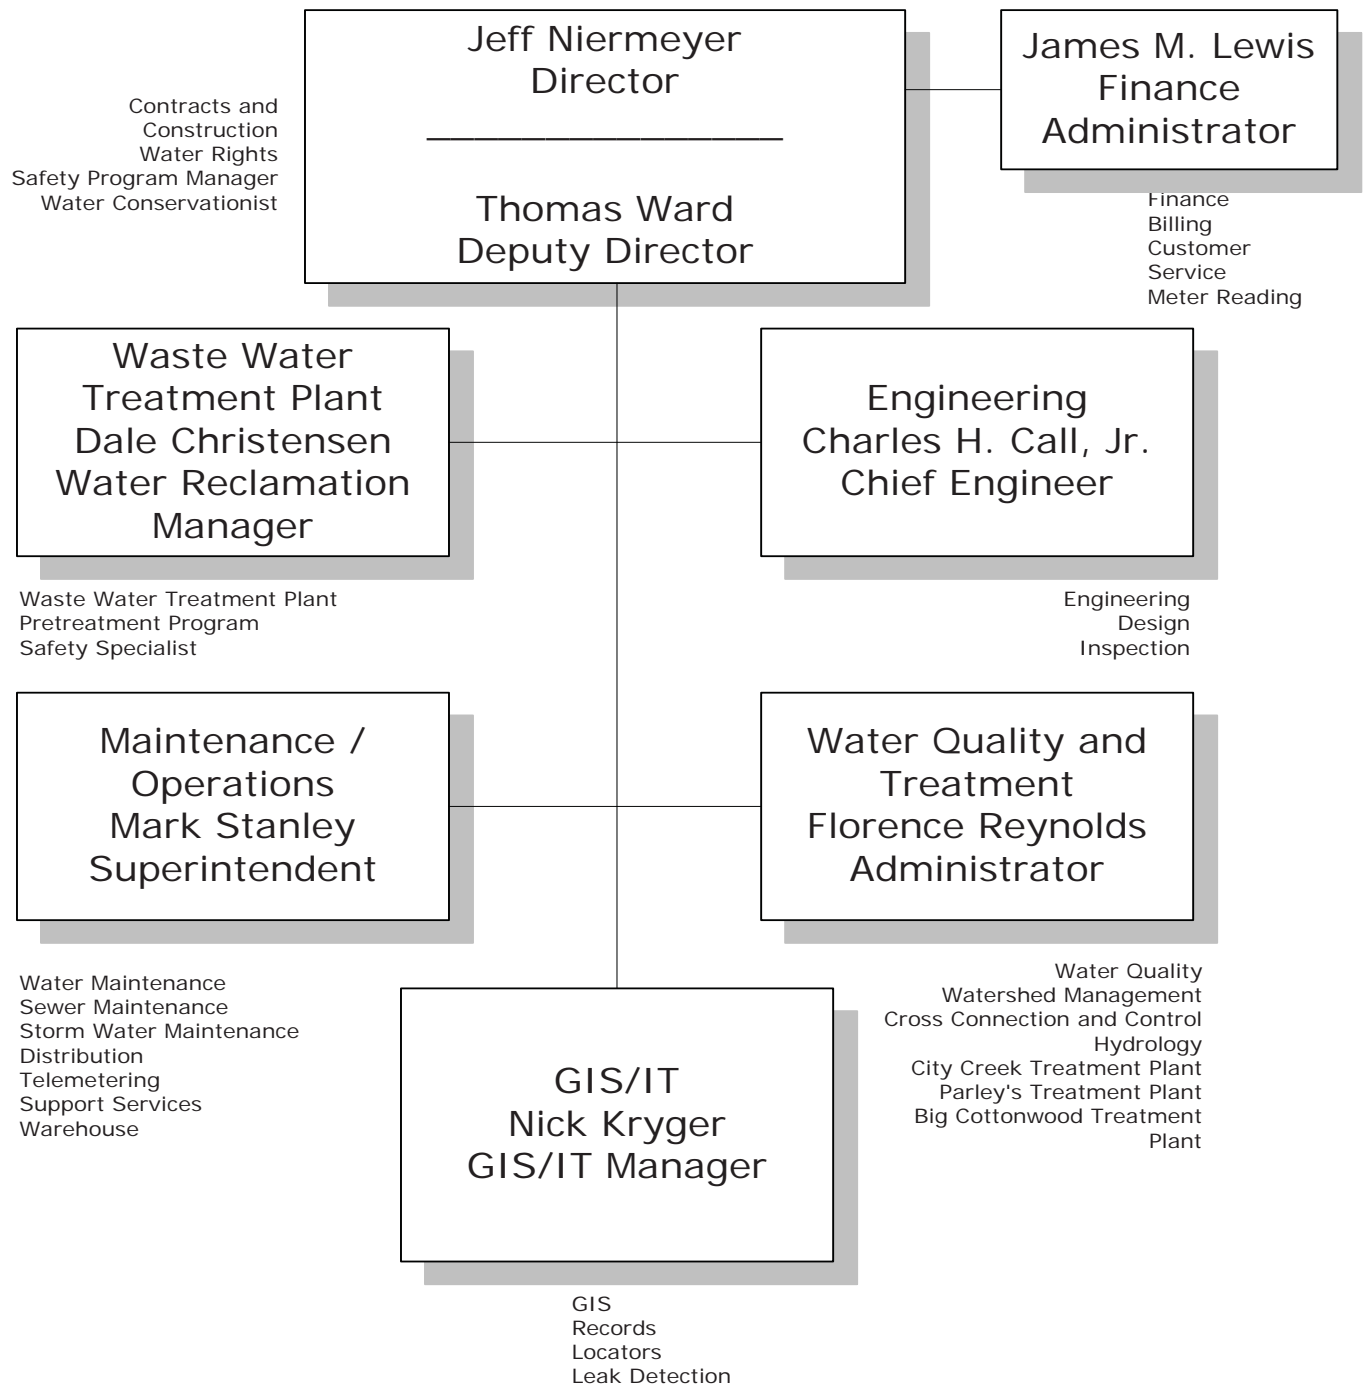 Jeff Niermeyer
Director
_______________
Thomas Ward
Deputy Director
James M. Lewis
Finance
Administrator
Contracts and
Construction
Water Rights
Safety Program Manager
Water Conservationist
Finance
Billing
Customer
Service
Meter Reading
Waste Water
Treatment Plant
Dale Christensen
Water Reclamation
Manager
Engineering
Charles H. Call, Jr.
Chief Engineer
Waste Water Treatment Plant
Pretreatment Program
Safety Specialist
Engineering
Design
Inspection
Maintenance /
Operations
Mark Stanley
Superintendent
Water Quality and
Treatment
Florence Reynolds
Administrator
Water Maintenance
Sewer Maintenance
Storm Water Maintenance
Distribution
Telemetering
Support Services
Warehouse
Water Quality
Watershed Management
Cross Connection and Control
Hydrology
City Creek Treatment Plant
Parley's Treatment Plant
Big Cottonwood Treatment
Plant
GIS/IT
Nick Kryger
GIS/IT Manager
GIS
Records
Locators
Leak Detection